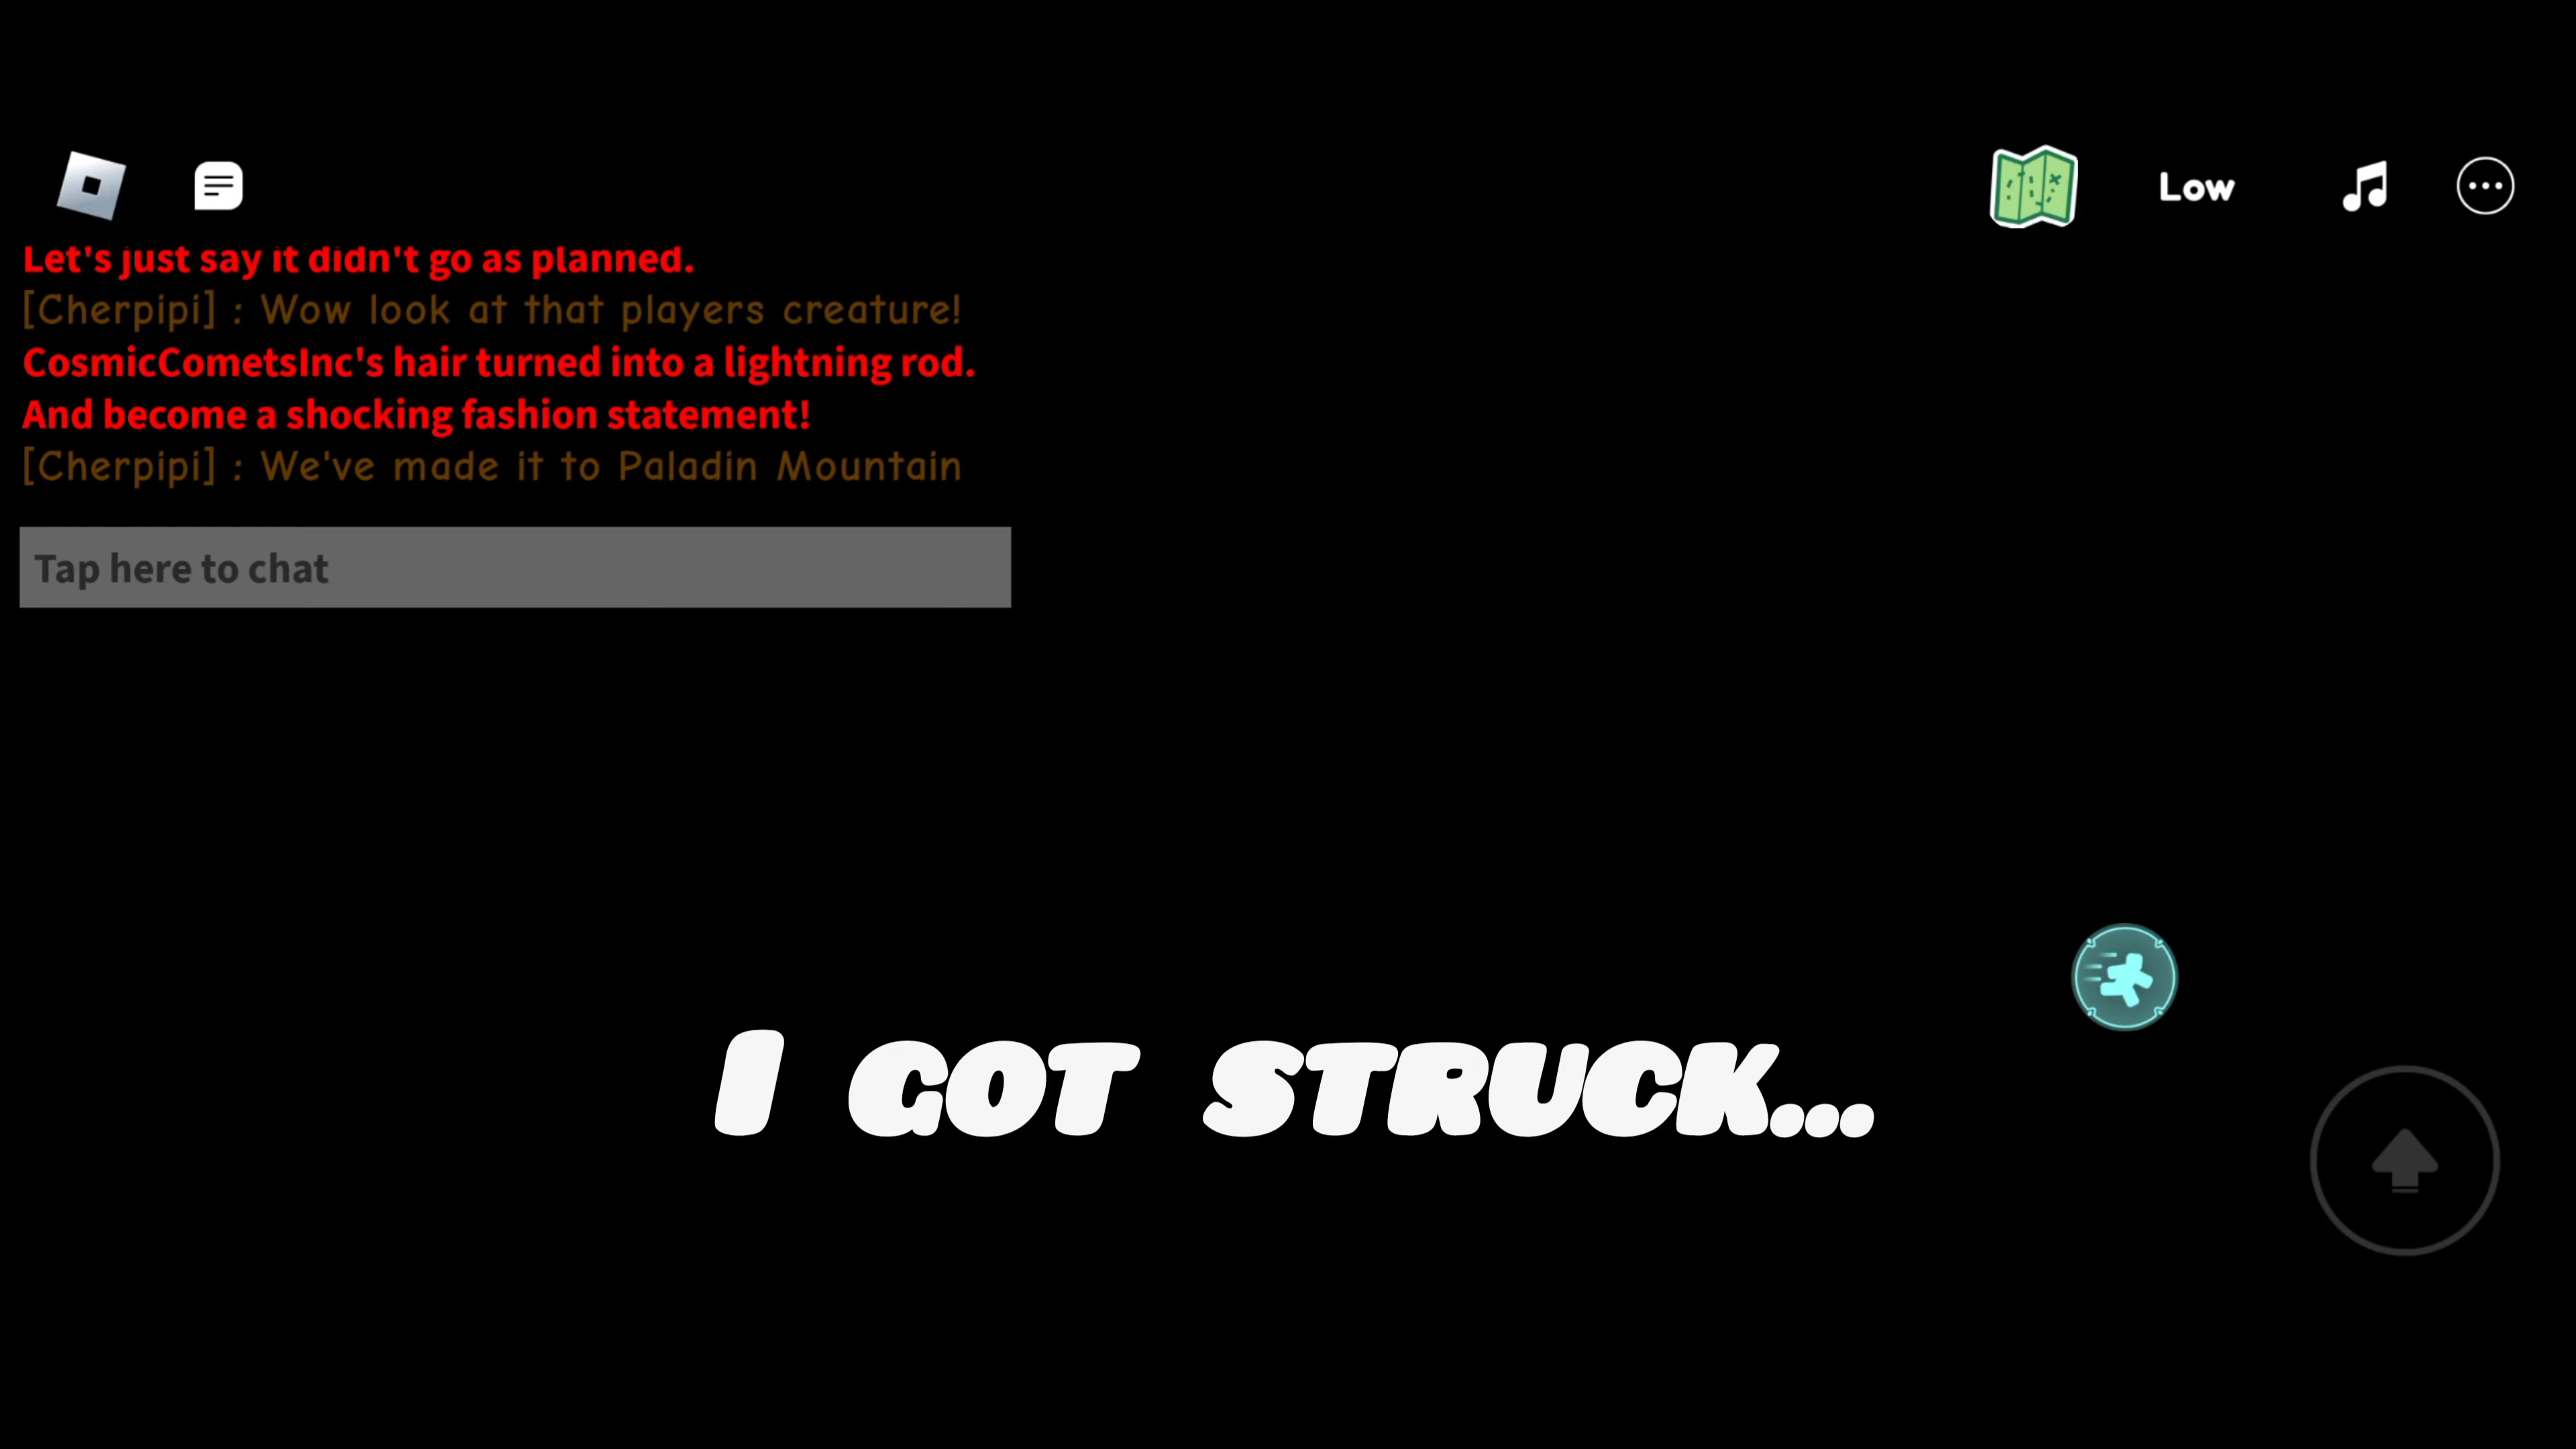 Low
Let's just say it didn't go as planned.
[Cherpipi] : Wow look at that players creature!
CosmicCometsInc's hair turned into a lightning rod.
And become a shocking fashion statement!
[Cherpipi] : We've made it to Paladin Mountain
Tap here to chat
I GOT STRUCK...